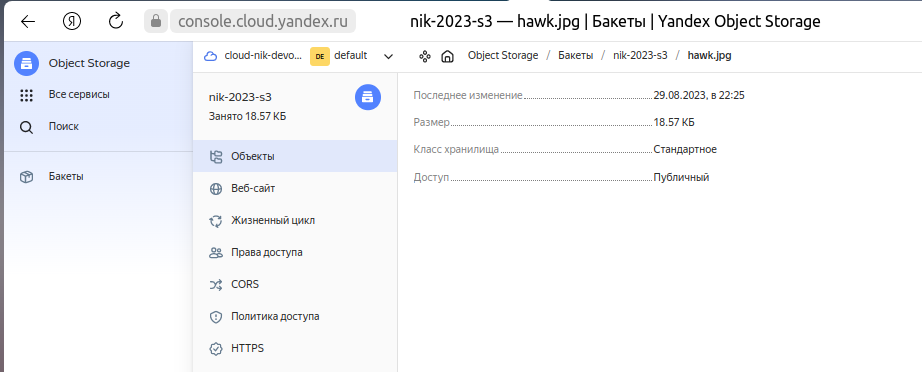 console.cloud.yandex.ru nik-2023-s3 — hawk.jpg | Бакеты | Yandex Object Storage
Object Storage
Все сервисы
Поиск
Бакеты
cloud-nik-devo... DE default
Object Storage / Бакеты / nik-2023-s3 / hawk.jpg
nik-2023-s3
Занято 18.57 КБ
Объекты
Веб-сайт
Жизненный цикл
Права доступа
CORS
Политика доступа
HTTPS
Последнее изменение 29.08.2023, в 22:25
Размер 18.57 КБ
Класс хранилища Стандартное
Доступ Публичный